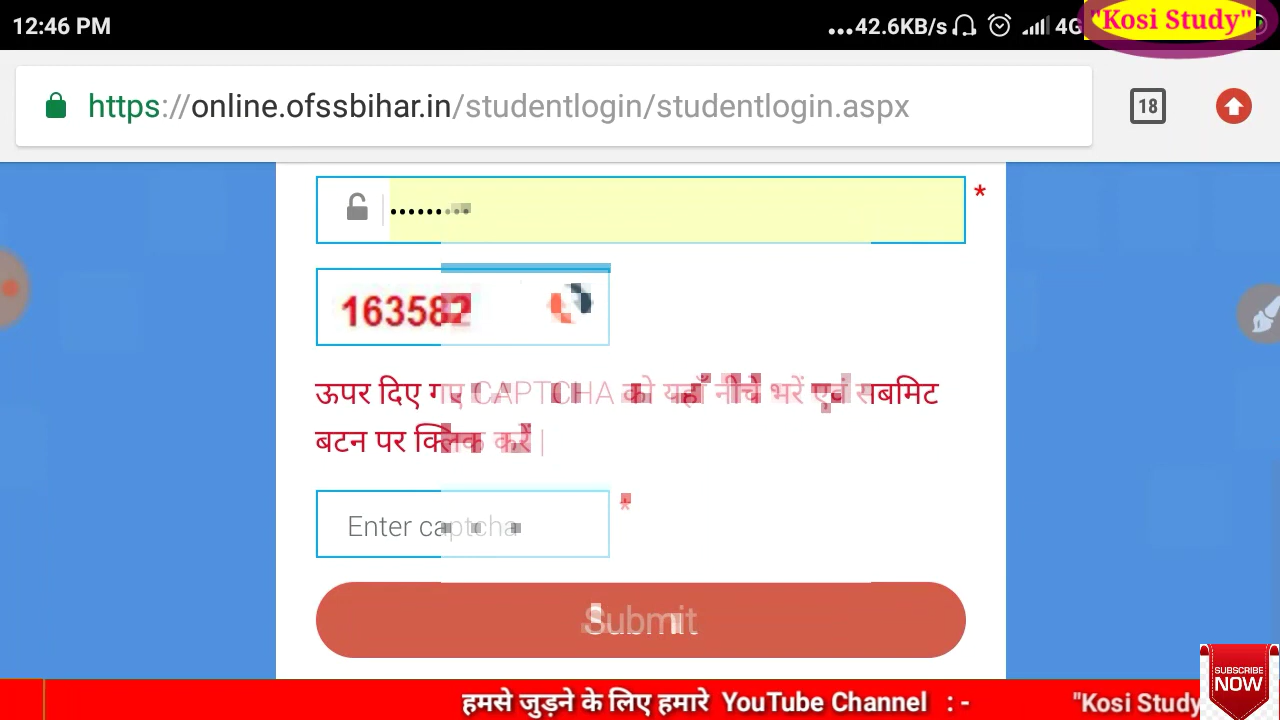 12:46 PM
...42.6KB/s 4G
"Kosi Study"
https://online.ofssbihar.in/studentlogin/studentlogin.aspx
18
*
163582
ऊपर दिए गए CAPTCHA को यहाँ नीचे भरें एवं सबमिट
बटन पर क्लिक करें |
Enter captcha
*
Submit
SUBSCRIBE
NOW
हमसे जुड़ने के लिए हमारे YouTube Channel : - "Kosi Study